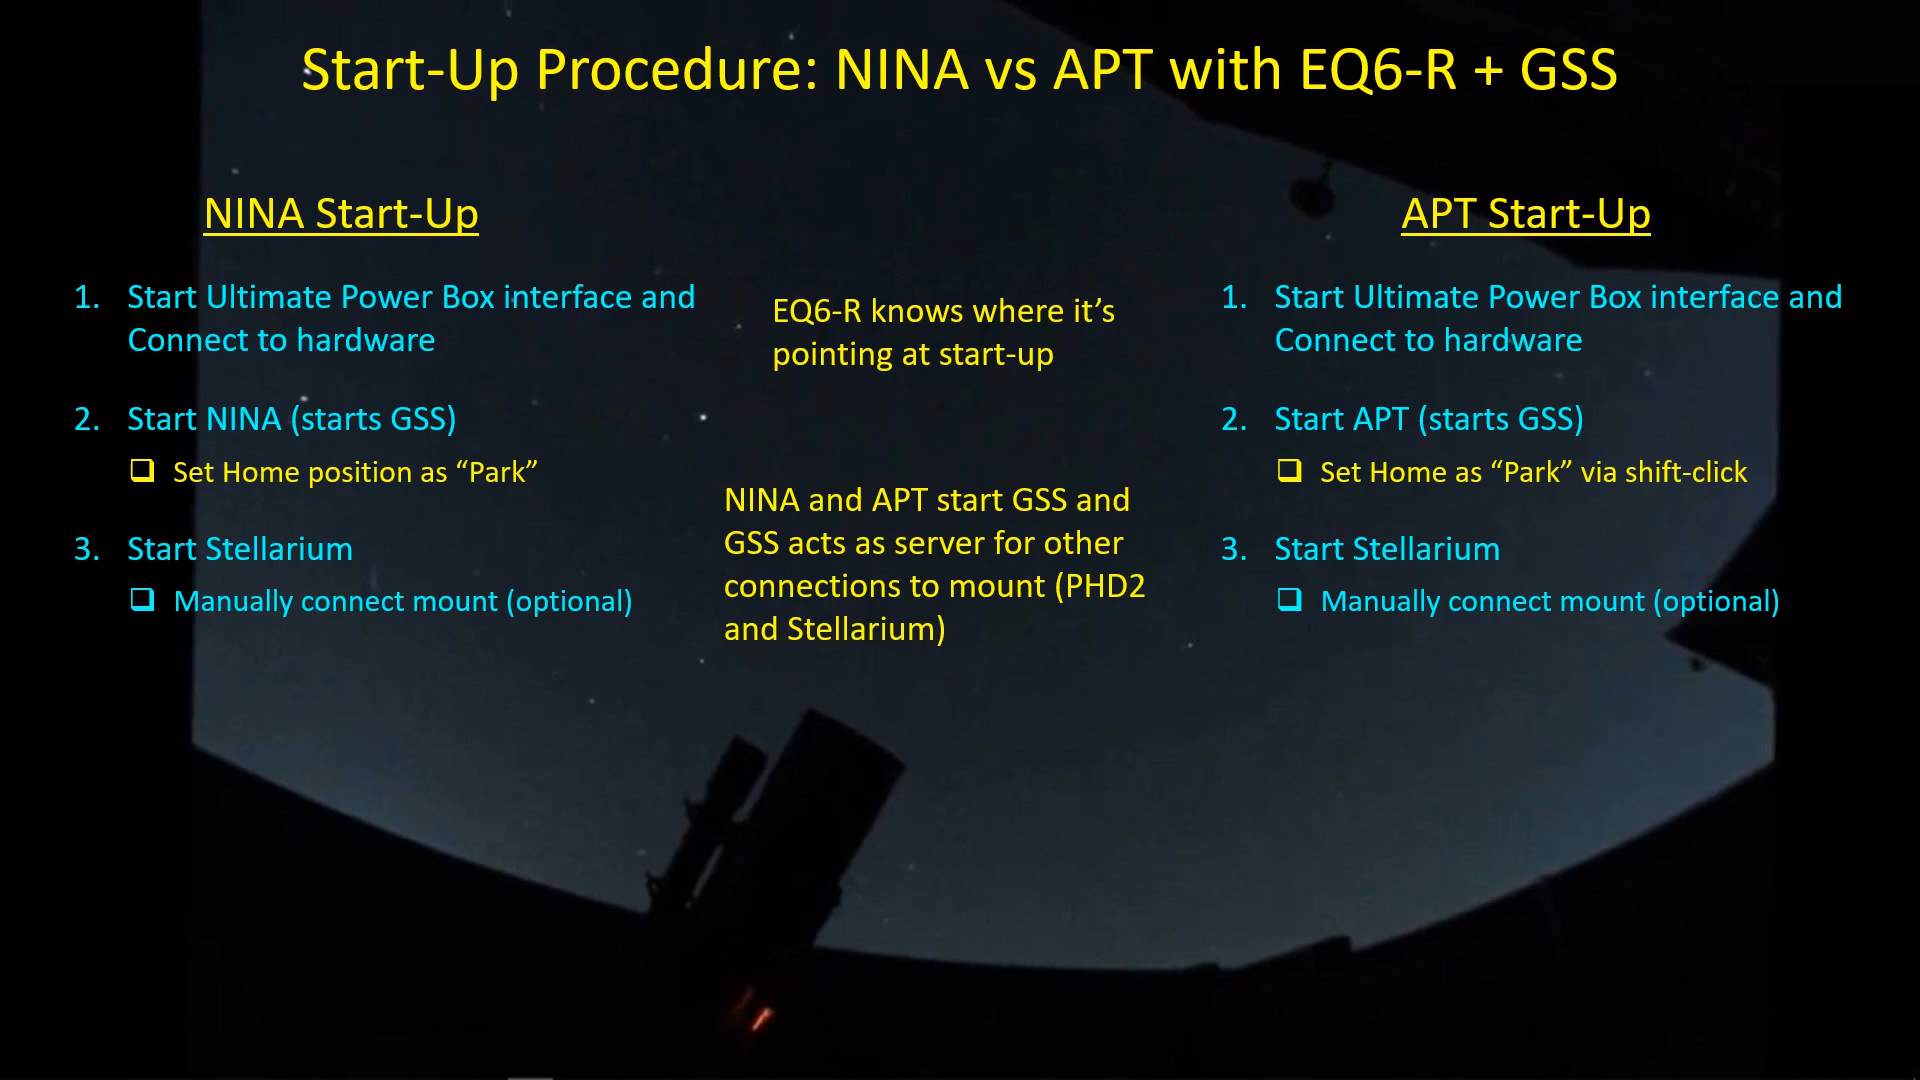 Start-Up Procedure: NINA vs APT with EQ6-R + GSS
NINA Start-Up
1. Start Ultimate Power Box interface and
Connect to hardware
2. Start NINA (starts GSS)
❑ Set Home position as “Park”
3. Start Stellarium
❑ Manually connect mount (optional)
EQ6-R knows where it’s
pointing at start-up
NINA and APT start GSS and
GSS acts as server for other
connections to mount (PHD2
and Stellarium)
APT Start-Up
1. Start Ultimate Power Box interface and
Connect to hardware
2. Start APT (starts GSS)
❑ Set Home as “Park” via shift-click
3. Start Stellarium
❑ Manually connect mount (optional)